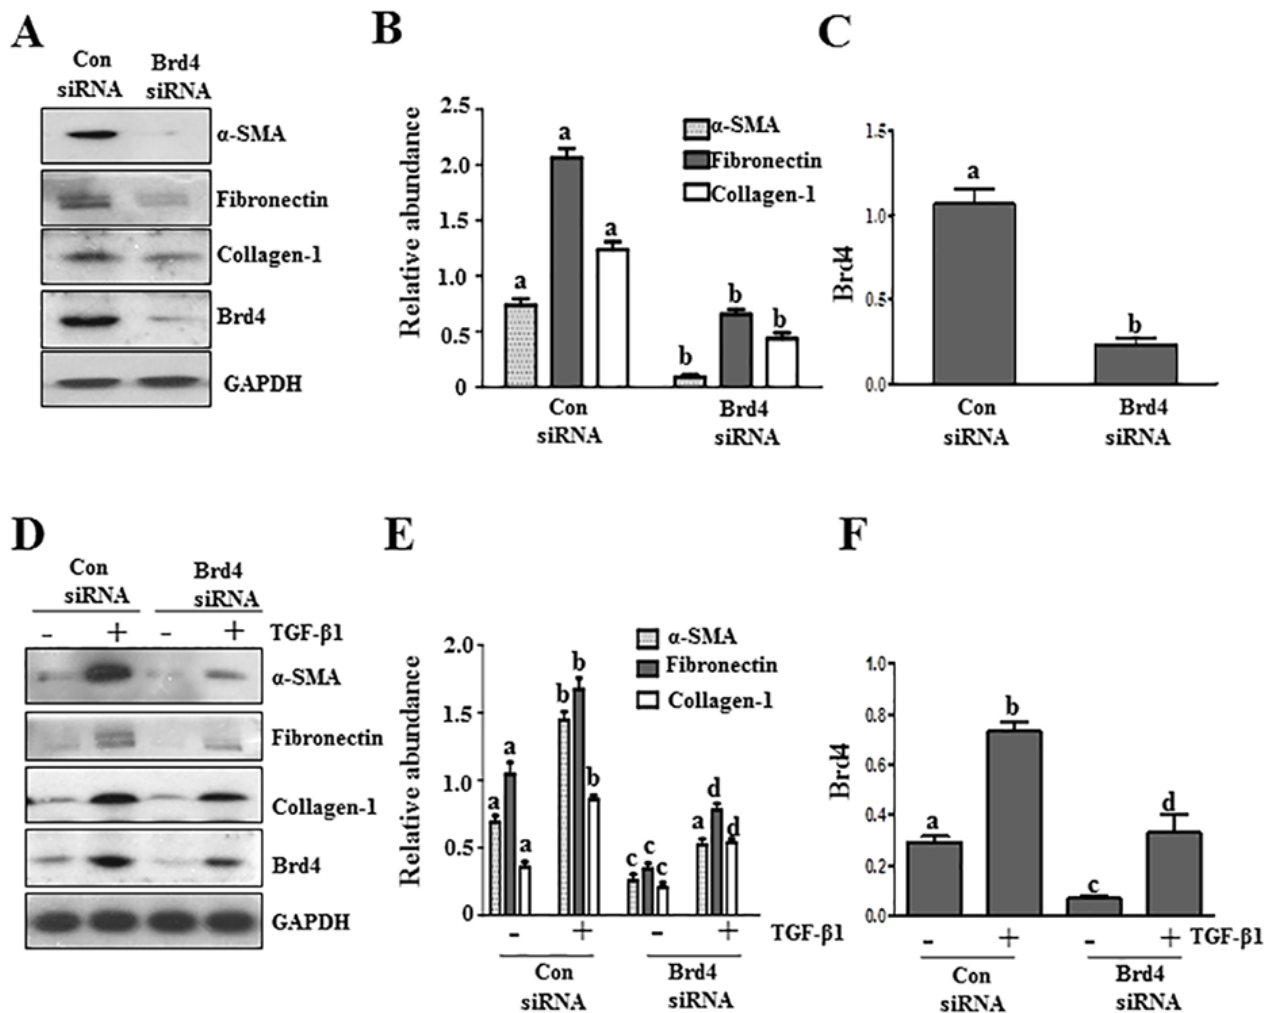 A
Con
siRNA
Brd4
siRNA
α-SMA
Fibronectin
Collagen-1
Brd4
GAPDH
B
Relative abundance
2.5
2.0
1.5
1.0
0.5
0
a
a
a
b
b
b
α-SMA
Fibronectin
Collagen-1
Con
siRNA
Brd4
siRNA
C
Brd4
1.5
1.0
0.5
0.0
a
b
Con
siRNA
Brd4
siRNA
D
Con
siRNA
Brd4
siRNA
- + - + TGF-β1
α-SMA
Fibronectin
Collagen-1
Brd4
GAPDH
E
Relative abundance
2.0
1.5
1.0
0.5
0
a
a
a
b
b
b
c
c
c
a
d
d
α-SMA
Fibronectin
Collagen-1
- + - + TGF-β1
Con
siRNA
Brd4
siRNA
F
Brd4
1.0
0.8
0.6
0.4
0.2
0.0
a
b
c
d
- + - + TGF-β1
Con
siRNA
Brd4
siRNA